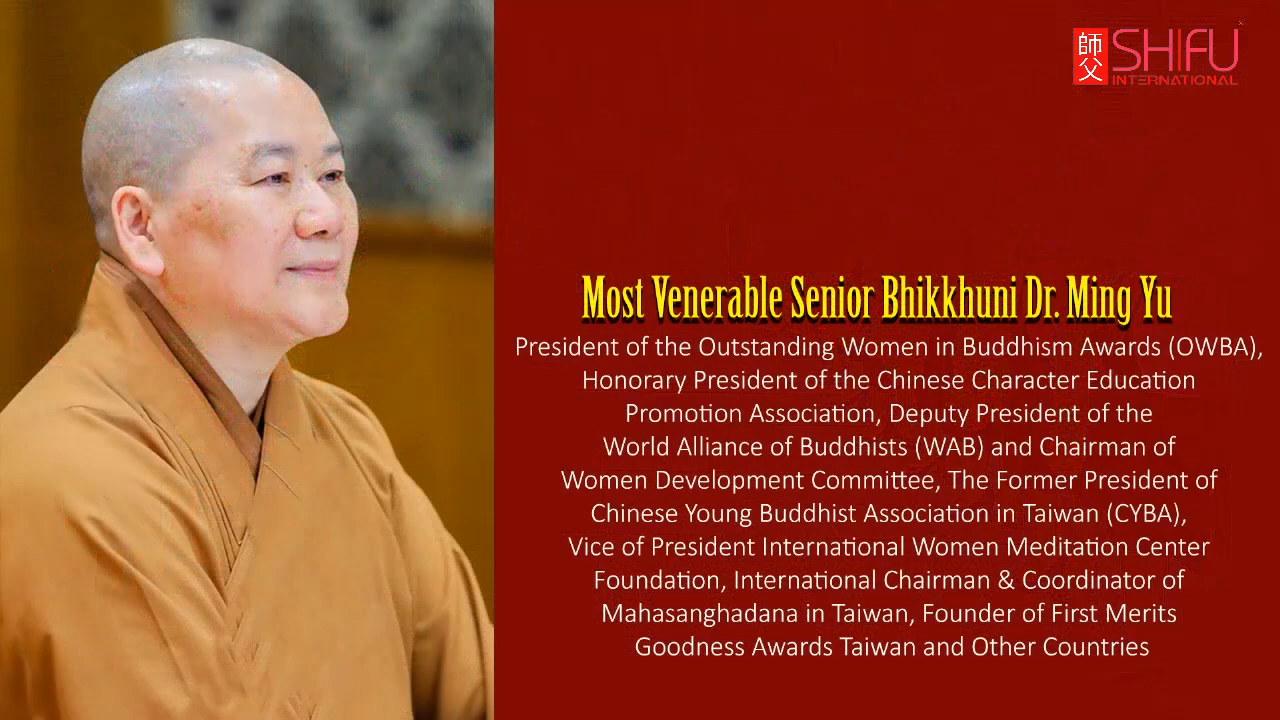 師父
SHIFU
INTERNATIONAL
Most Venerable Senior Bhikkhuni Dr. Ming Yu
President of the Outstanding Women in Buddhism Awards (OWBA),
Honorary President of the Chinese Character Education
Promotion Association, Deputy President of the
World Alliance of Buddhists (WAB) and Chairman of
Women Development Committee, The Former President of
Chinese Young Buddhist Association in Taiwan (CYBA),
Vice of President International Women Meditation Center
Foundation, International Chairman & Coordinator of
Mahasanghadana in Taiwan, Founder of First Merits
Goodness Awards Taiwan and Other Countries